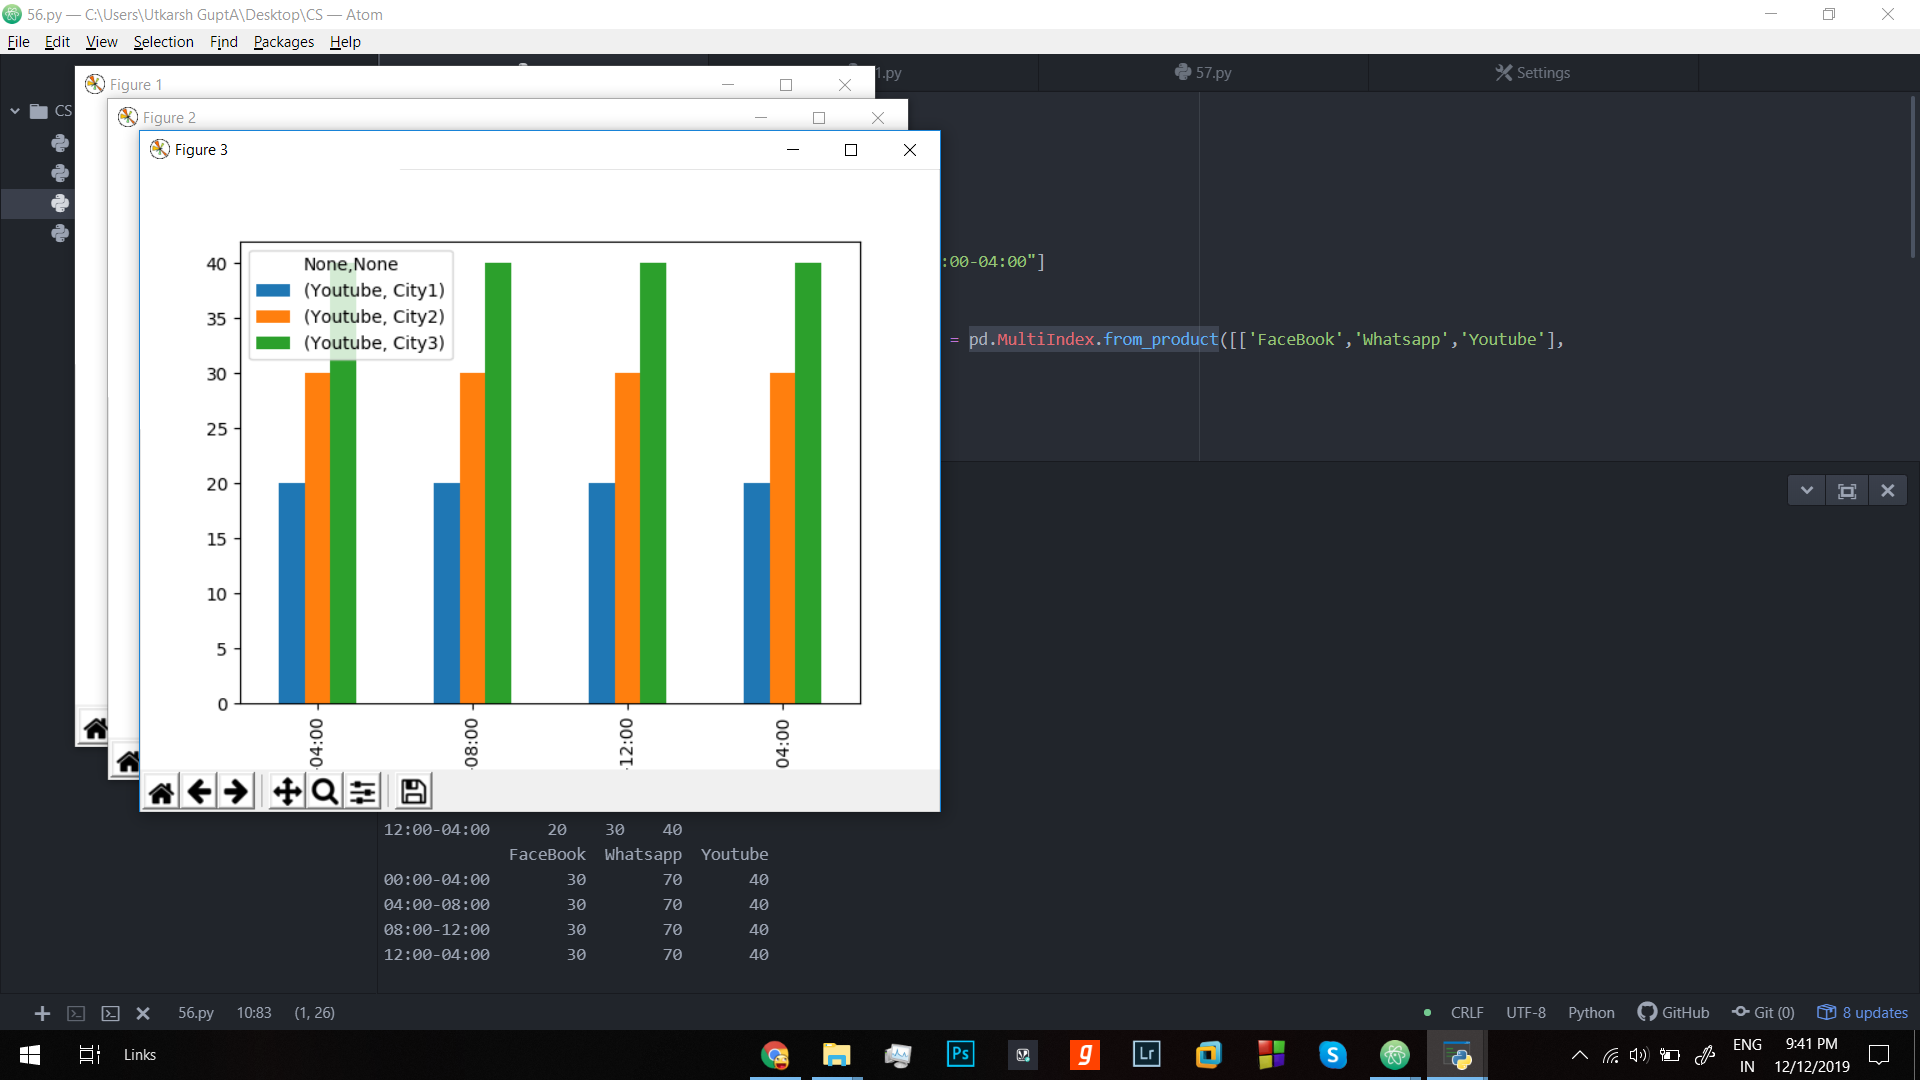 56.py — C:\Users\Utkarsh GuptA\Desktop\CS — Atom
File Edit View Selection Find Packages Help
1.py 57.py Settings
CS
Figure 1
Figure 2
Figure 3
:00-04:00"]
= pd.MultiIndex.from_product([['FaceBook','Whatsapp','Youtube'],
40
35
30
25
20
15
10
5
0
None,None
(Youtube, City1)
(Youtube, City2)
(Youtube, City3)
-04:00
-08:00
-12:00
04:00
12:00-04:00 20 30 40
FaceBook Whatsapp Youtube
00:00-04:00 30 70 40
04:00-08:00 30 70 40
08:00-12:00 30 70 40
12:00-04:00 30 70 40
56.py 10:83 (1, 26) CRLF UTF-8 Python GitHub Git (0) 8 updates
Links Ps g Lr S
ENG
IN
9:41 PM
12/12/2019